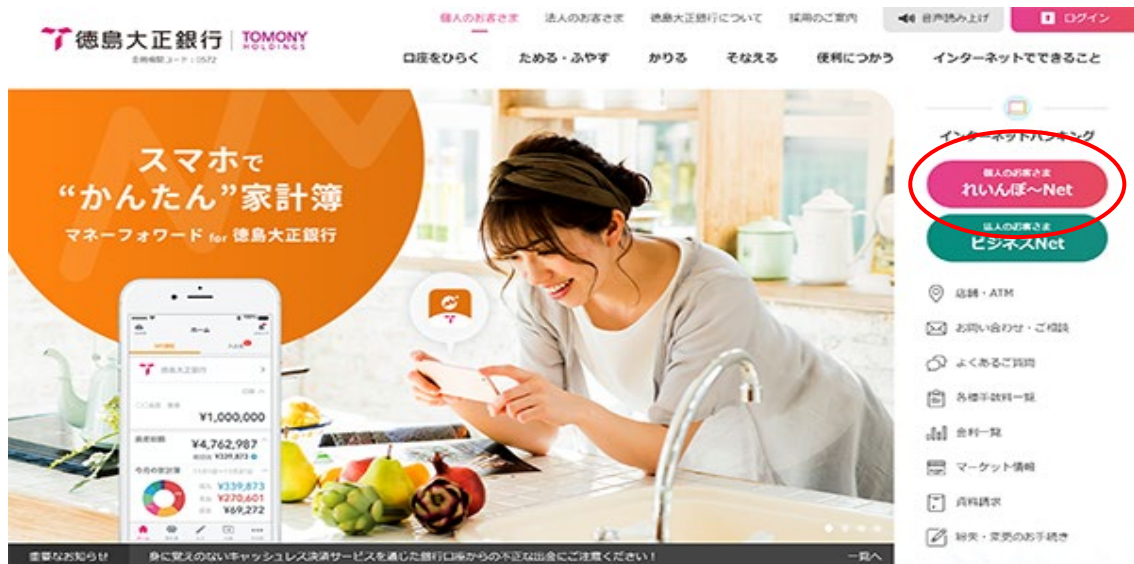 徳島大正銀行
TOMONY
HOLDINGS
金融機関コード：0572
個人のお客さま 法人のお客さま 徳島大正銀行について 採用のご案内 音声読み上げ ログイン
口座をひらく ためる・ふやす かりる そなえる 便利につかう インターネットでできること
スマホで
“かんたん”家計簿
マネーフォワード for 徳島大正銀行
ホーム
徳島大正銀行
¥1,000,000
資産総額
¥4,762,987
¥339,873
今月の家計簿
¥339,873
¥270,601
¥69,272
インターネットバンキング
個人のお客さま
れいんぼ〜Net
法人のお客さま
ビジネスNet
店舗・ATM
お問い合わせ・ご相談
よくあるご質問
各種手数料一覧
金利一覧
マーケット情報
資料請求
紛失・変更のお手続き
重要なお知らせ 身に覚えのないキャッシュレス決済サービスを通じた銀行口座からの不正な出金にご注意ください！ 一覧へ